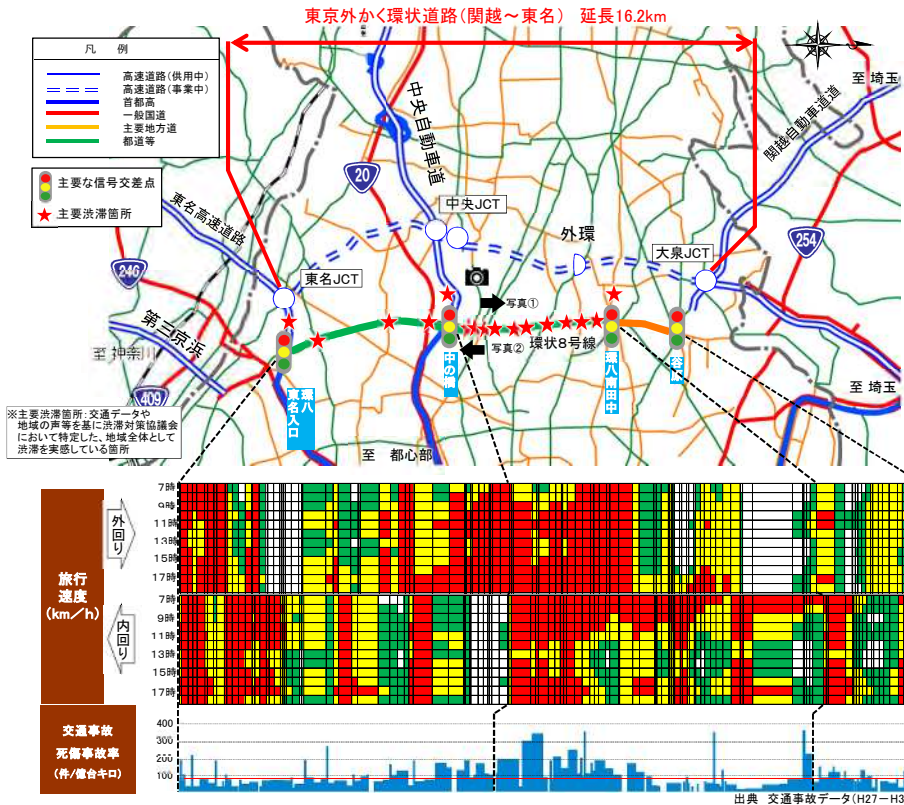 東京外かく環状道路(関越～東名) 延長16.2km
凡 例
高速道路(供用中)
高速道路(事業中)
首都高
一般国道
主要地方道
都道等
主要な信号交差点
主要渋滞箇所
至 埼玉
関越自動車道
中央自動車道
20
東名高速道路
中央JCT
外環
大泉JCT
254
246
東名JCT
写真①
第三京浜
写真②
環状8号線
至 神奈川
中の橋
409
環八
東名入口
至 埼玉
※主要渋滞箇所:交通データや
地域の声等を基に渋滞対策協議会
において特定した、地域全体として
渋滞を実感している箇所
至 都心部
旅行
速度
(km/h)
外回り
7時
9時
11時
13時
15時
17時
内回り
7時
9時
11時
13時
15時
17時
交通事故
死傷事故率
(件/億台キロ)
400
300
200
100
出典 交通事故データ(H27－H3